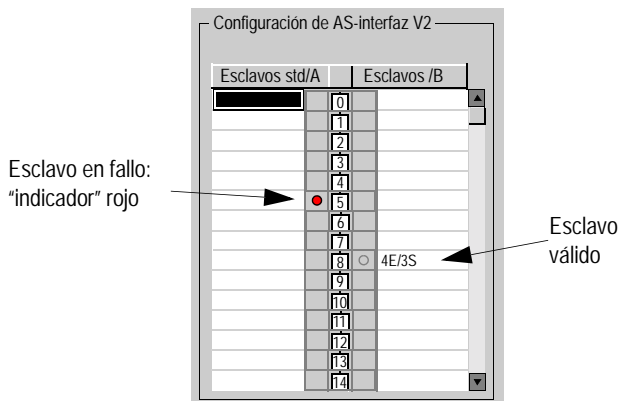 Configuración de AS-interfaz V2
Esclavos std/A Esclavos /B
0
1
2
3
4
Esclavo en fallo:
“indicador” rojo
5
6
7
Esclavo
válido
8 4E/3S
9
10
11
12
13
14